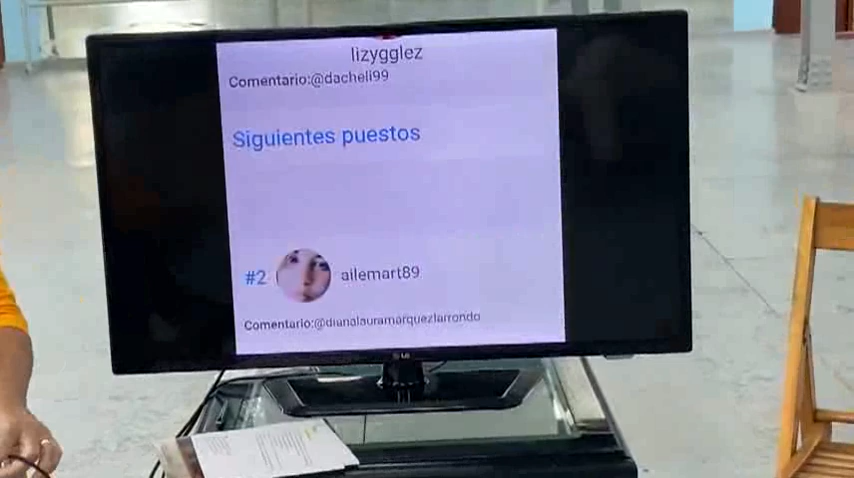 lizygglez
Comentario:@dacheli99
Siguientes puestos
#2 ailemart89
Comentario:@dianalauramarquezlarrondo
LG